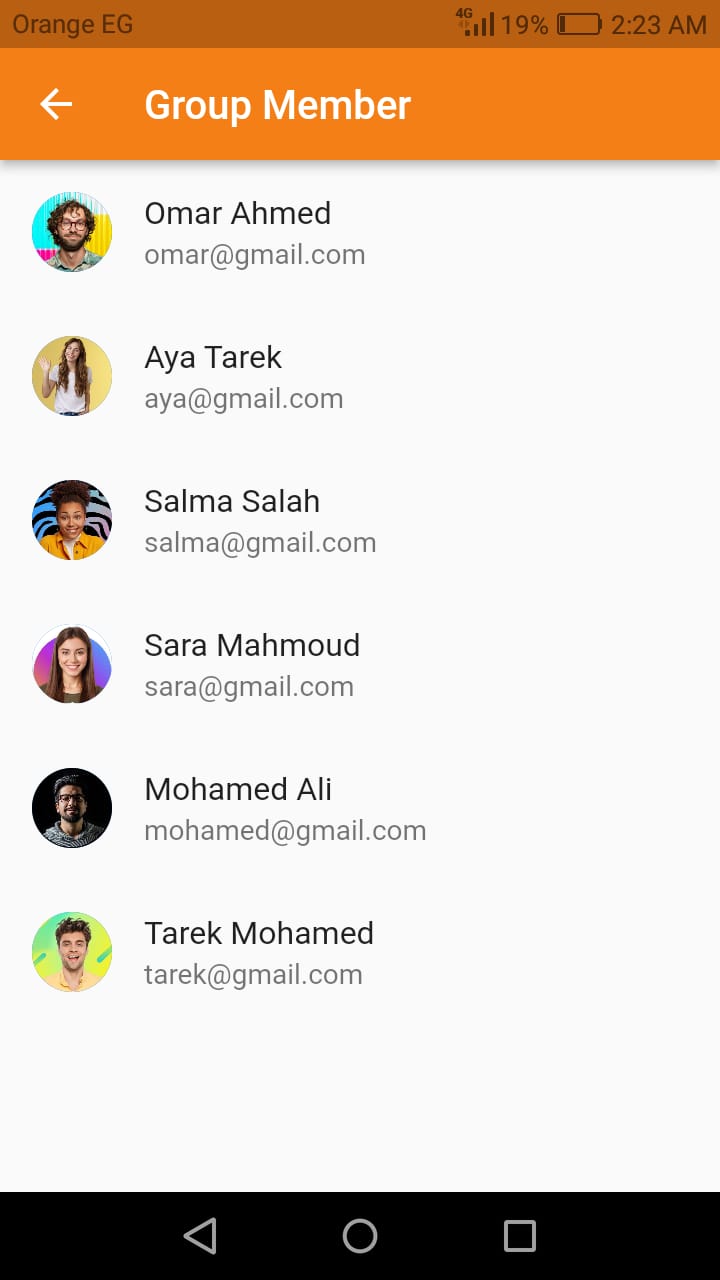 Orange EG 4G 19% 2:23 AM
Group Member
Omar Ahmed
omar@gmail.com
Aya Tarek
aya@gmail.com
Salma Salah
salma@gmail.com
Sara Mahmoud
sara@gmail.com
Mohamed Ali
mohamed@gmail.com
Tarek Mohamed
tarek@gmail.com